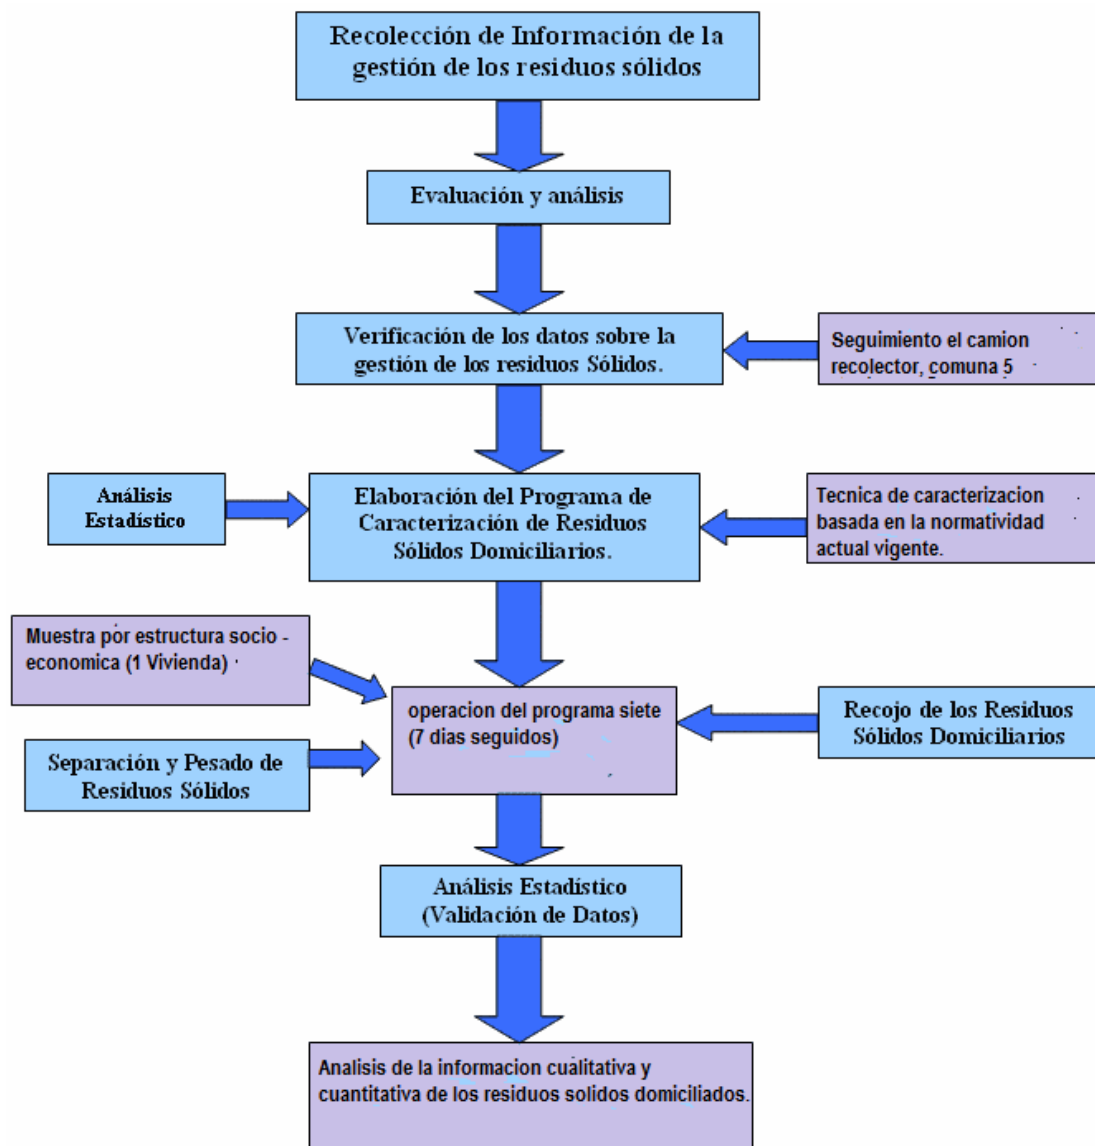 Recolección de Información de la
gestión de los residuos sólidos
Evaluación y análisis
Verificación de los datos sobre la
gestión de los residuos Sólidos.
Seguimiento el camion
recolector, comuna 5
Análisis
Estadístico
Elaboración del Programa de
Caracterización de Residuos
Sólidos Domiciliarios.
Tecnica de caracterizacion
basada en la normatividad
actual vigente.
Muestra por estructura socio -
economica (1 Vivienda)
operacion del programa siete
(7 dias seguidos)
Recojo de los Residuos
Sólidos Domiciliarios
Separación y Pesado de
Residuos Sólidos
Análisis Estadístico
(Validación de Datos)
Analisis de la informacion cualitativa y
cuantitativa de los residuos solidos domiciliados.